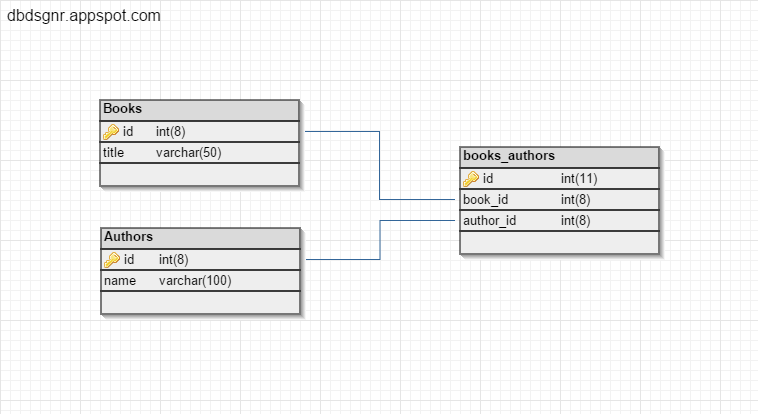 dbdsgnr.appspot.com
Books
id int(8)
title varchar(50)
Authors
id int(8)
name varchar(100)
books_authors
id int(11)
book_id int(8)
author_id int(8)